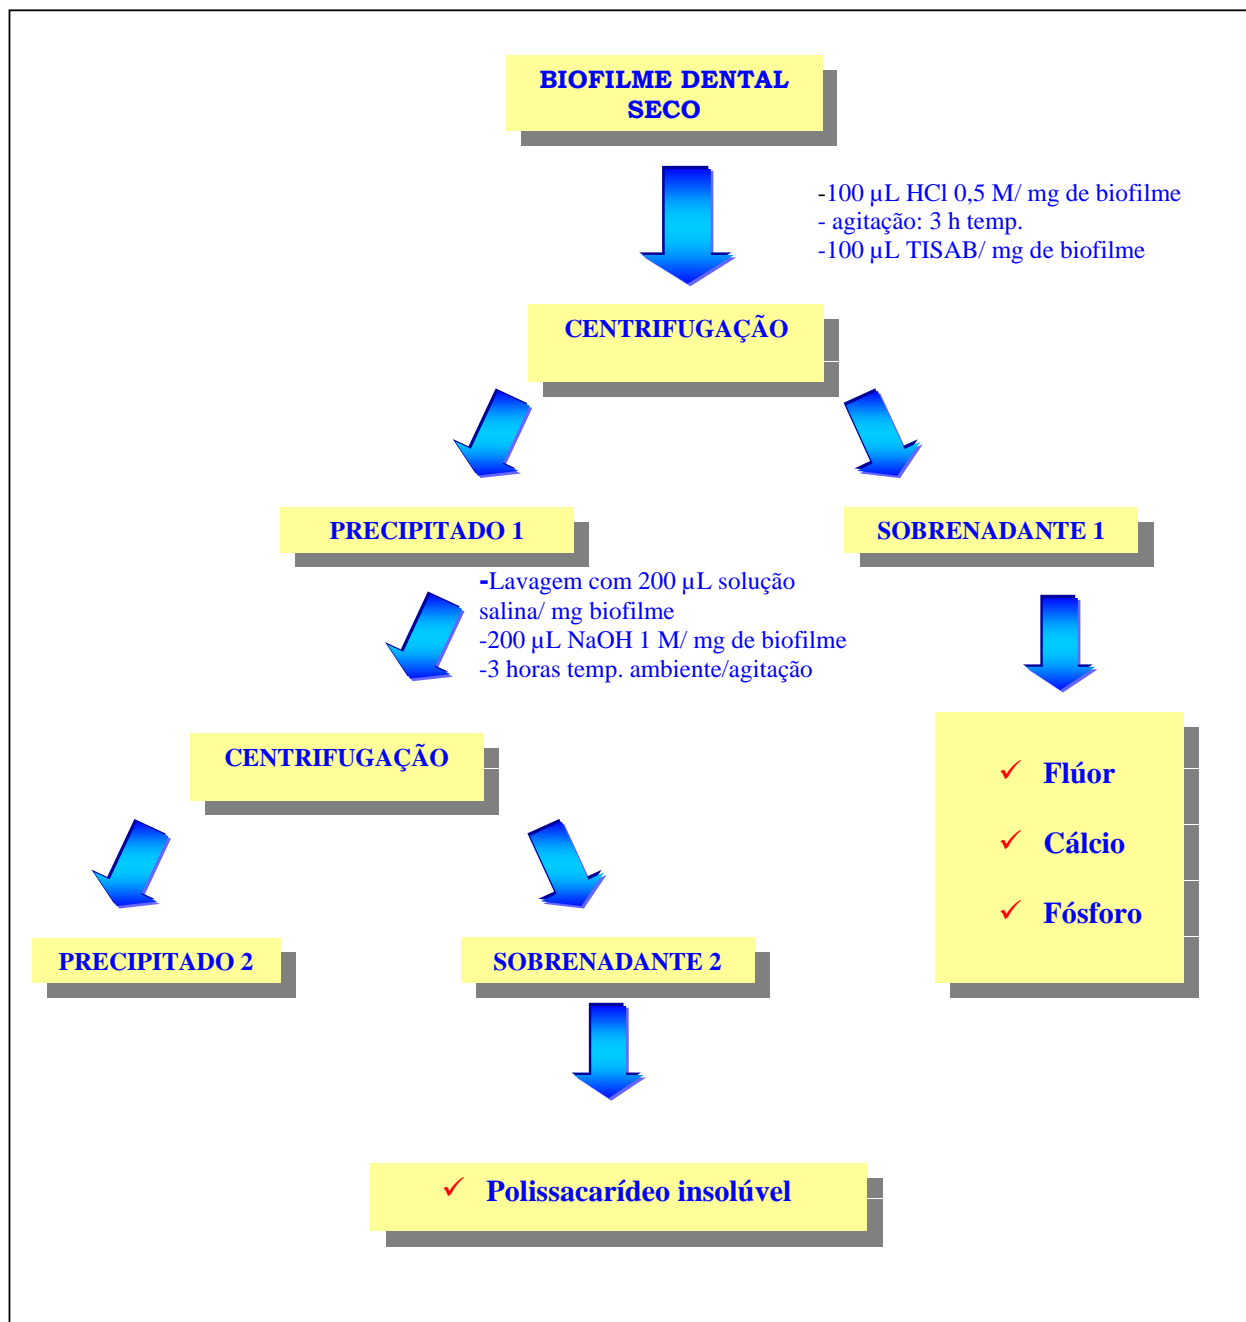 BIOFILME DENTAL
SECO
-100 µL HCl 0,5 M/ mg de biofilme
- agitação: 3 h temp.
-100 µL TISAB/ mg de biofilme
CENTRIFUGAÇÃO
PRECIPITADO 1
SOBRENADANTE 1
-Lavagem com 200 µL solução
salina/ mg biofilme
-200 µL NaOH 1 M/ mg de biofilme
-3 horas temp. ambiente/agitação
CENTRIFUGAÇÃO
✓ Flúor
✓ Cálcio
✓ Fósforo
PRECIPITADO 2
SOBRENADANTE 2
✓ Polissacarídeo insolúvel